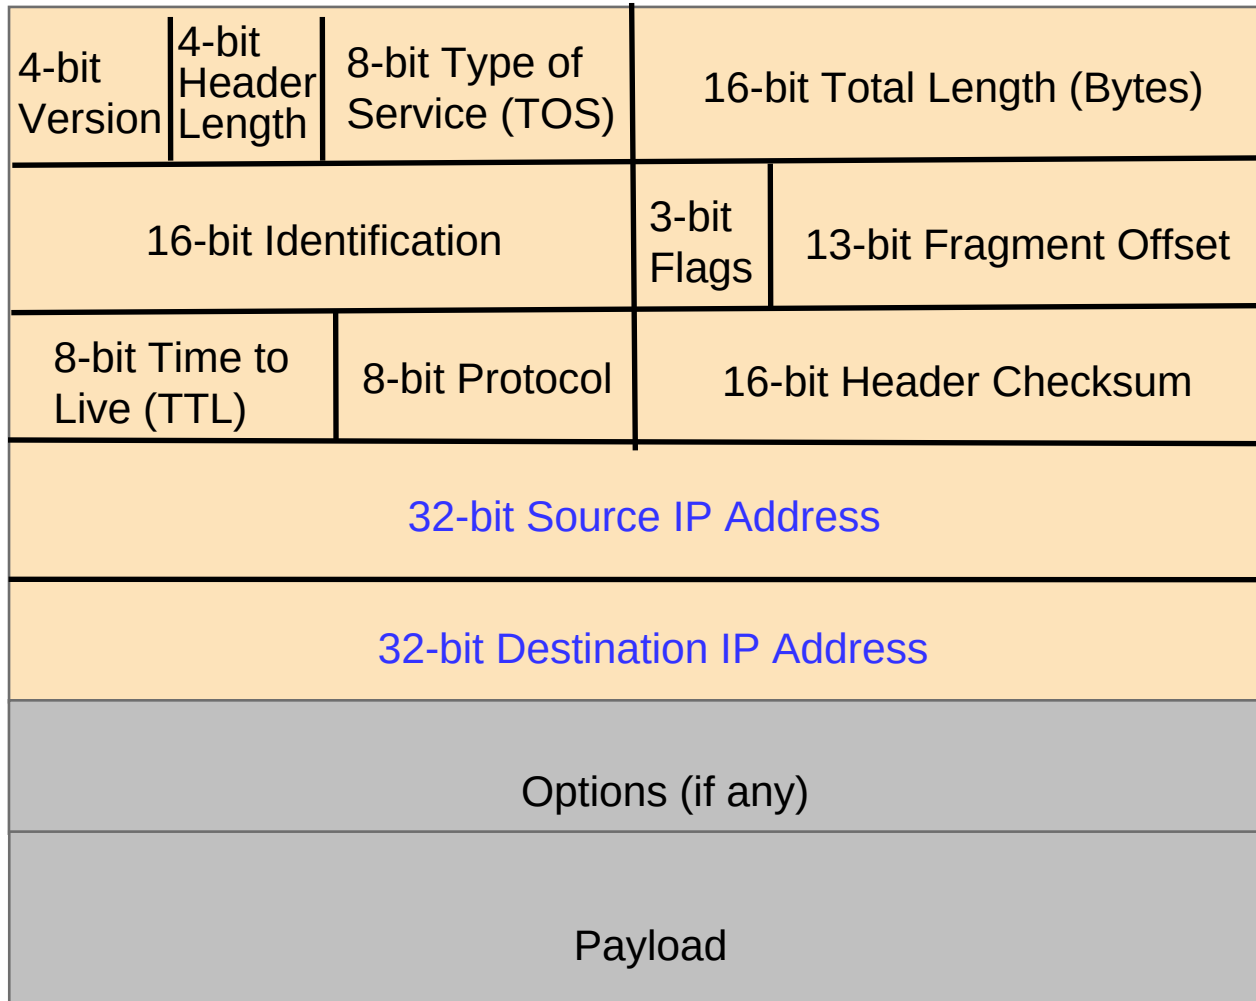 4-bit
Version
4-bit
Header
Length
8-bit Type of
Service (TOS)
16-bit Total Length (Bytes)
16-bit Identification
3-bit
Flags
13-bit Fragment Offset
8-bit Time to
Live (TTL)
8-bit Protocol
16-bit Header Checksum
32-bit Source IP Address
32-bit Destination IP Address
Options (if any)
Payload